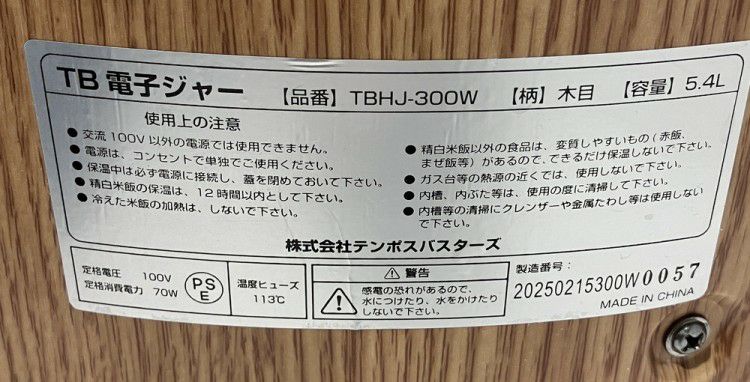 TB 電子ジャー 【品番】 TBHJ-300W 【柄】 木目 【容量】 5.4L
使用上の注意
● 交流 100V 以外の電源では使用できません。
● 電源は、コンセントで単独でご使用ください。
● 保温中は必ず電源に接続し、蓋を閉めておいて下さい。
● 精白米飯の保温は、12時間以内として下さい。
● 冷えた米飯の加熱は、しないで下さい。
● 精白米飯以外の食品は、変質しやすいもの（赤飯、
まぜ飯等）があるので、できるだけ保温しないで下さい。
● ガス台等の熱源の近くでは、使用しないで下さい。
● 内槽、内ぶた等は、使用の度に清掃して下さい。
● 内槽等の清掃にクレンザーや金属たわし等は使用しない
で下さい。
株式会社テンポスバスターズ
定格電圧 100V
定格消費電力 70W
PS
E
温度ヒューズ
113℃
⚠ 警告
感電の恐れがあるので、
水につけたり、水をかけたり
しないで下さい。
製造番号：
20250215300W0057
MADE IN CHINA